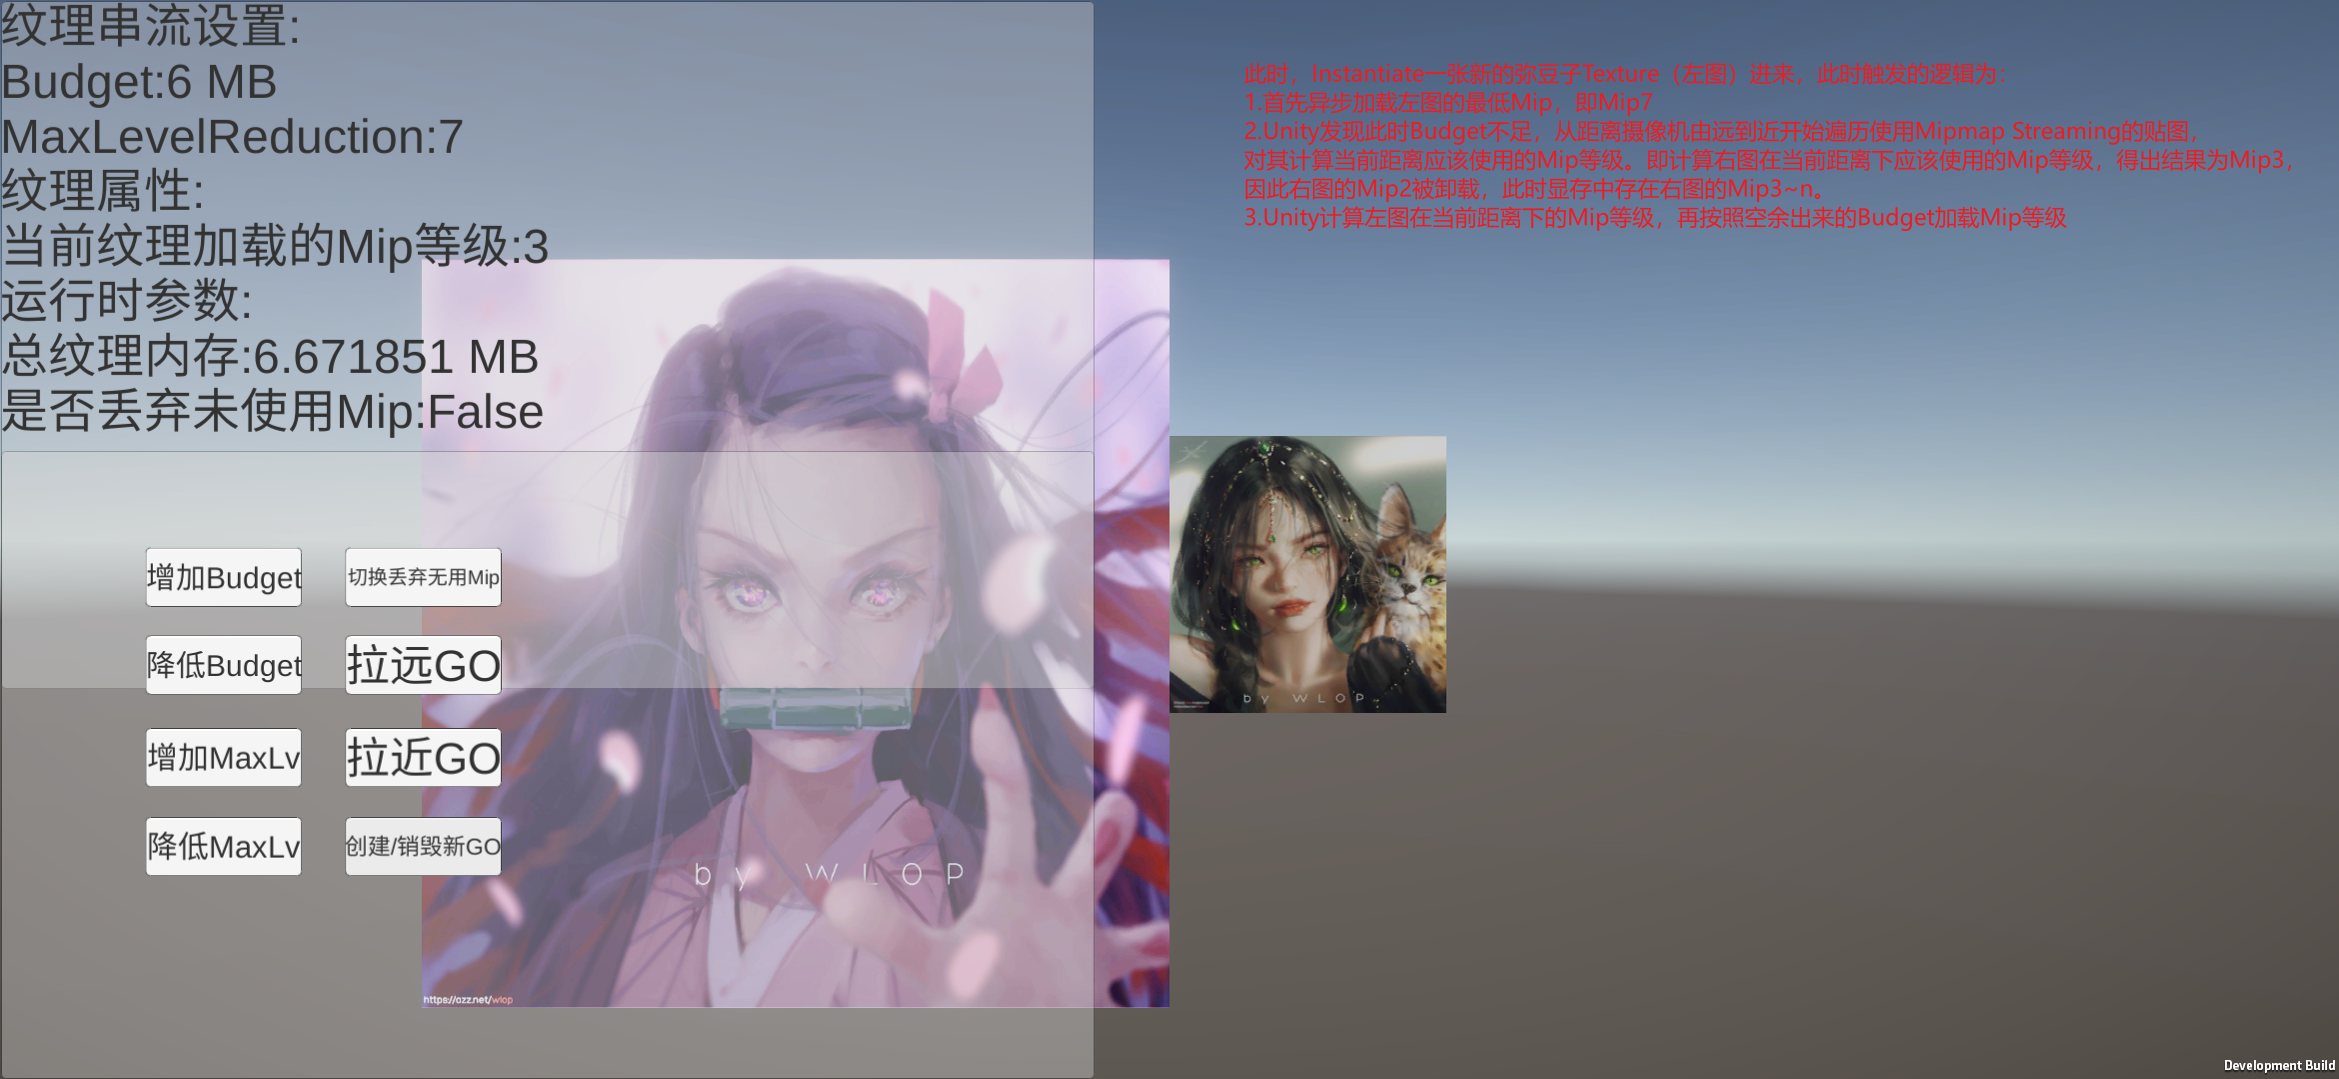 纹理串流设置:
Budget:6 MB
MaxLevelReduction:7
纹理属性:
当前纹理加载的Mip等级:3
运行时参数:
总纹理内存:6.671851 MB
是否丢弃未使用Mip:False
此时，Instantiate一张新的弥豆子Texture（左图）进来，此时触发的逻辑为：
1.首先异步加载左图的最低Mip，即Mip7
2.Unity发现此时Budget不足，从距离摄像机由远到近开始遍历使用Mipmap Streaming的贴图，
对其计算当前距离应该使用的Mip等级。即计算右图在当前距离下应该使用的Mip等级，得出结果为Mip3，
因此右图的Mip2被卸载，此时显存中存在右图的Mip3~n。
3.Unity计算左图在当前距离下的Mip等级，再按照空余出来的Budget加载Mip等级
增加Budget
切换丢弃无用Mip
降低Budget
拉远GO
增加MaxLv
拉近GO
降低MaxLv
创建/销毁新GO
by WLOP
https://azz.net/wlop
by WLOP
Development Build